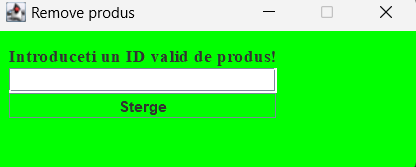 Remove produs
Introduceti un ID valid de produs!
Sterge